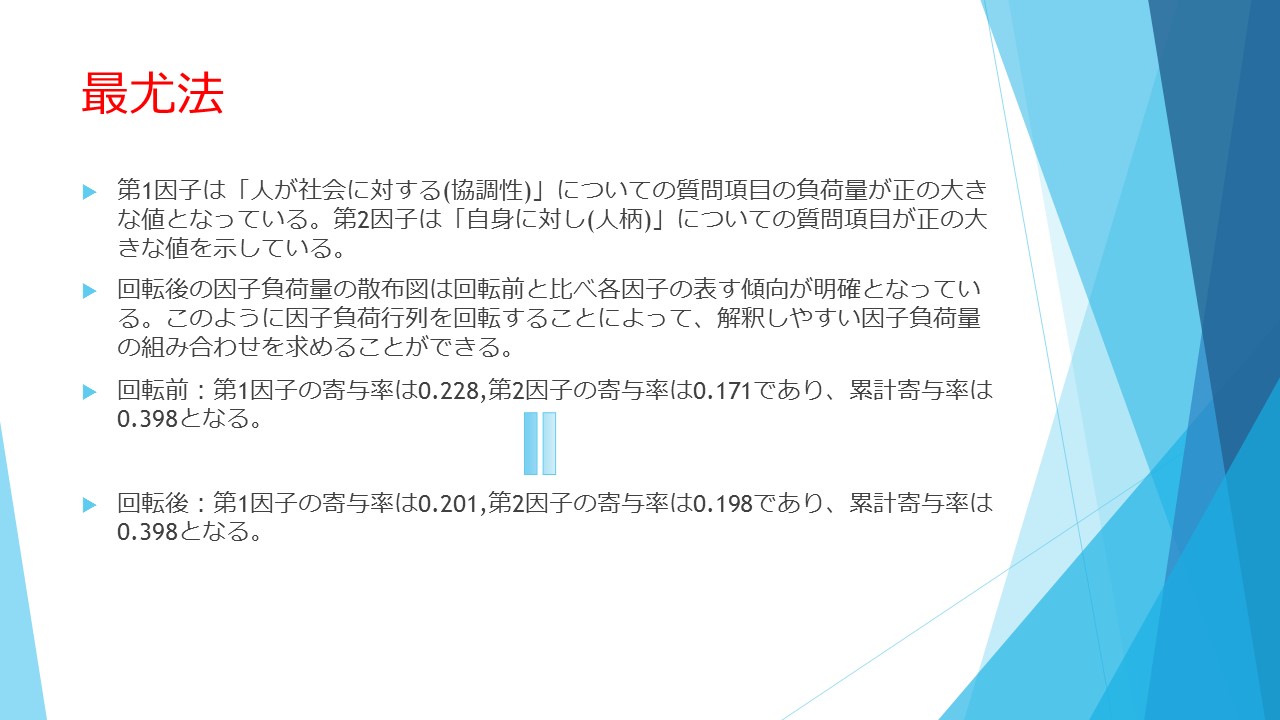 最尤法
第1因子は「人が社会に対する(協調性)」についての質問項目の負荷量が正の大き
な値となっている。第2因子は「自身に対し(人柄)」についての質問項目が正の大
きな値を示している。
回転後の因子負荷量の散布図は回転前と比べ各因子の表す傾向が明確となってい
る。このように因子負荷行列を回転することによって、解釈しやすい因子負荷量
の組み合わせを求めることができる。
回転前：第1因子の寄与率は0.228,第2因子の寄与率は0.171であり、累計寄与率は
0.398となる。
回転後：第1因子の寄与率は0.201,第2因子の寄与率は0.198であり、累計寄与率は
0.398となる。